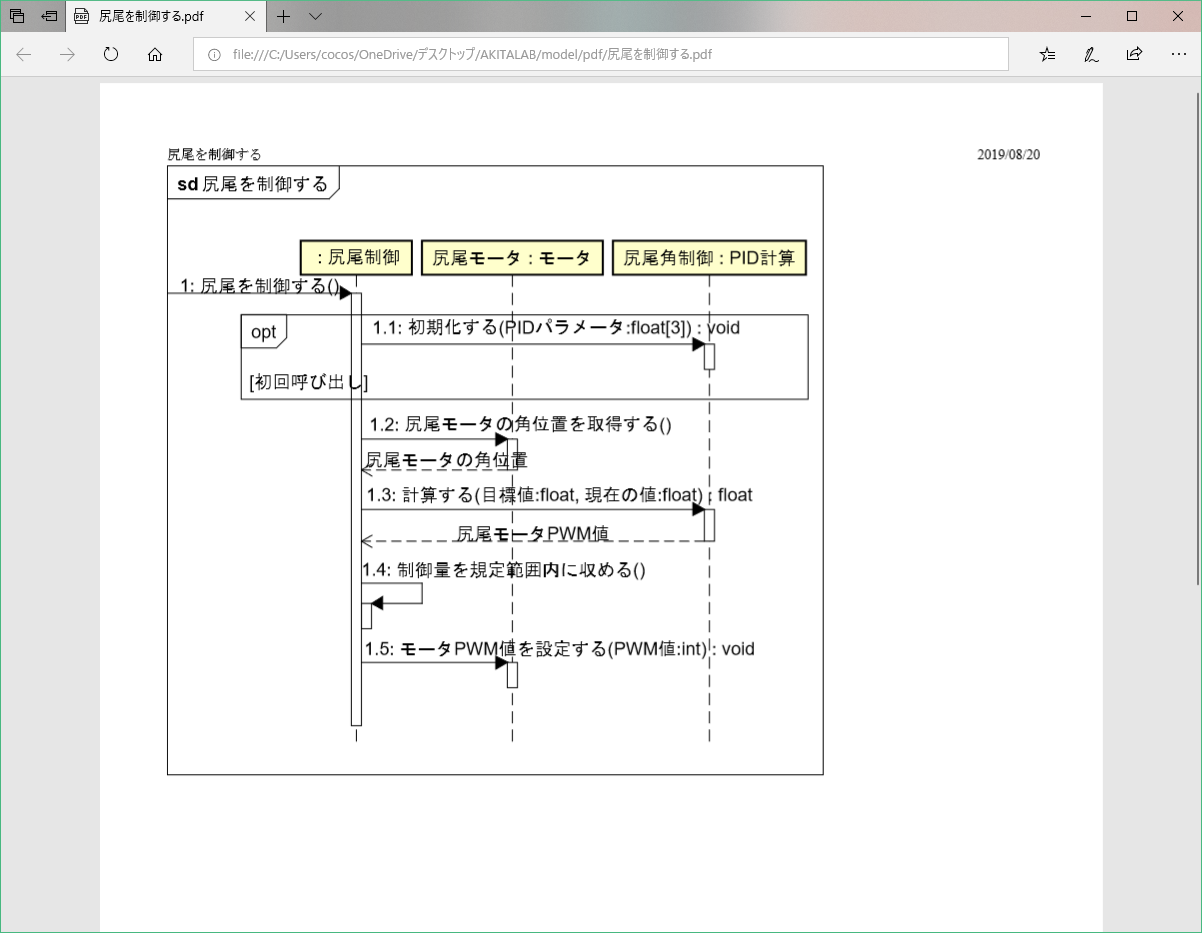 尻尾を制御する.pdf
file:///C:/Users/cocos/OneDrive/デスクトップ/AKITALAB/model/pdf/尻尾を制御する.pdf
尻尾を制御する
2019/08/20
sd 尻尾を制御する
: 尻尾制御
尻尾モータ : モータ
尻尾角制御 : PID計算
1: 尻尾を制御する()
opt
1.1: 初期化する(PIDパラメータ:float[3]) : void
[初回呼び出し]
1.2: 尻尾モータの角位置を取得する()
尻尾モータの角位置
1.3: 計算する(目標値:float, 現在の値:float) : float
尻尾モータPWM値
1.4: 制御量を規定範囲内に収める()
1.5: モータPWM値を設定する(PWM値:int) : void